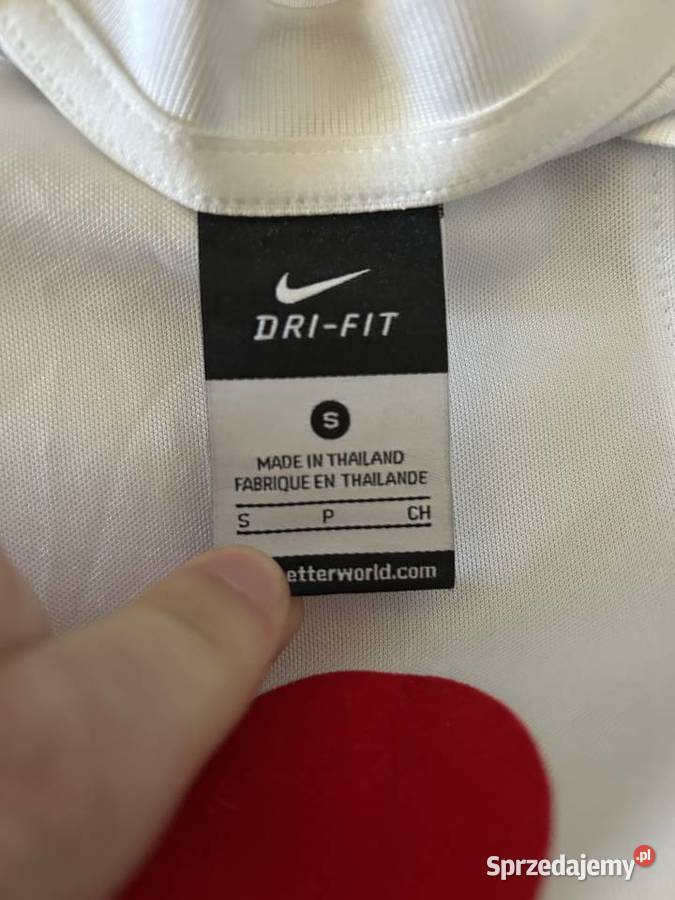 DRI-FIT
S
MADE IN THAILAND
FABRIQUE EN THAILANDE
S P CH
etterworld.com
Sprzedajemy.pl